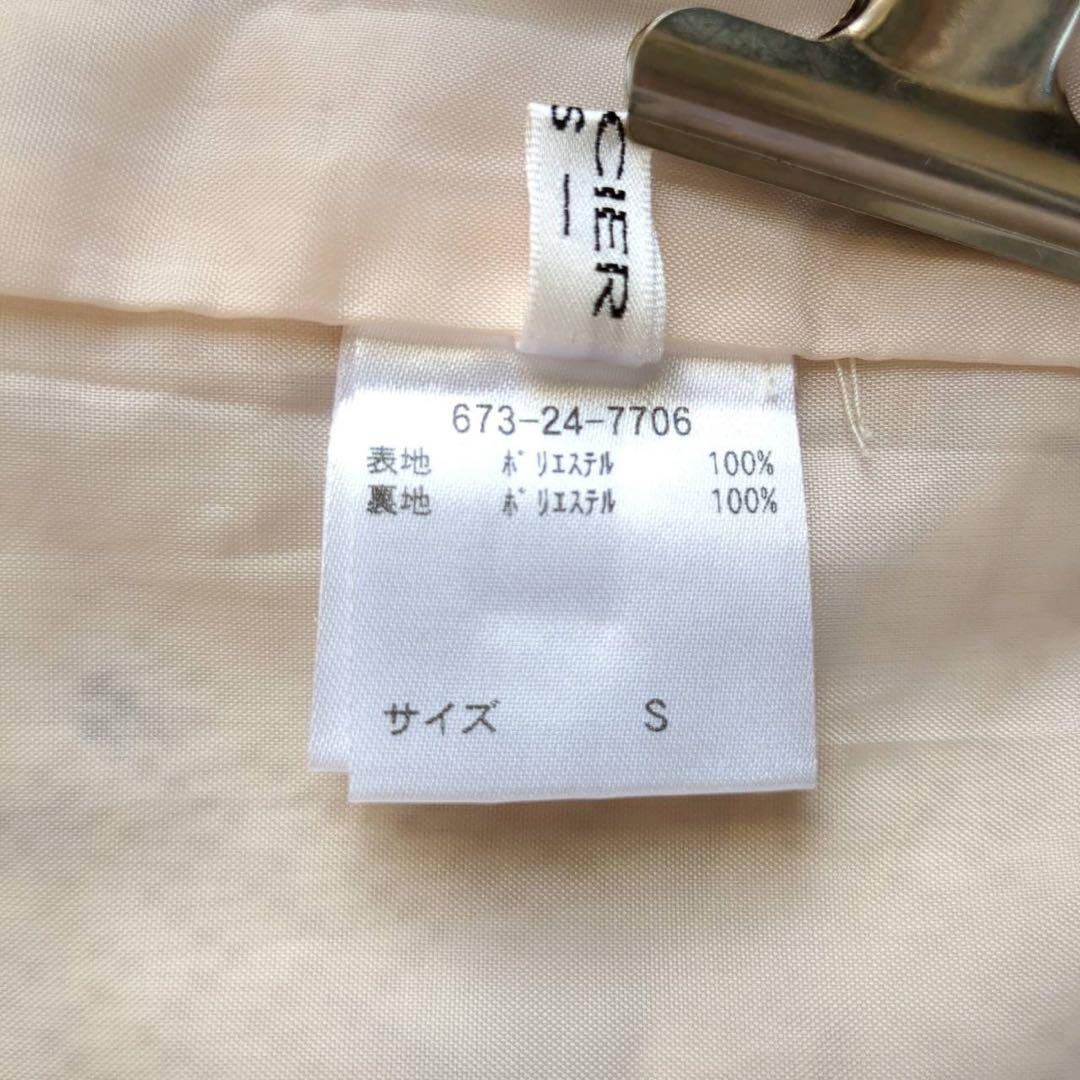 CIER
S —
673-24-7706
表地 ﾎﾟﾘｴｽﾃﾙ 100%
裏地 ﾎﾟﾘｴｽﾃﾙ 100%
サイズ S